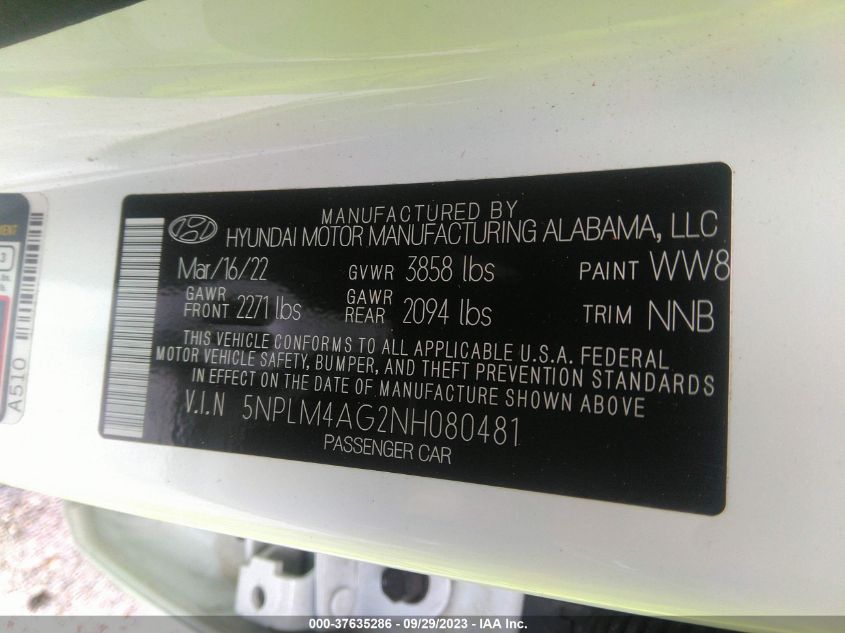 MANUFACTURED BY
HYUNDAI MOTOR MANUFACTURING ALABAMA, LLC
Mar/16/22 GVWR 3858 lbs PAINT WW8
GAWR FRONT 2271 lbs GAWR REAR 2094 lbs TRIM NNB
THIS VEHICLE CONFORMS TO ALL APPLICABLE U.S.A. FEDERAL
MOTOR VEHICLE SAFETY, BUMPER, AND THEFT PREVENTION STANDARDS
IN EFFECT ON THE DATE OF MANUFACTURE SHOWN ABOVE
V.I.N 5NPLM4AG2NH080481
PASSENGER CAR
A510
3
000-37635286 - 09/29/2023 - IAA Inc.